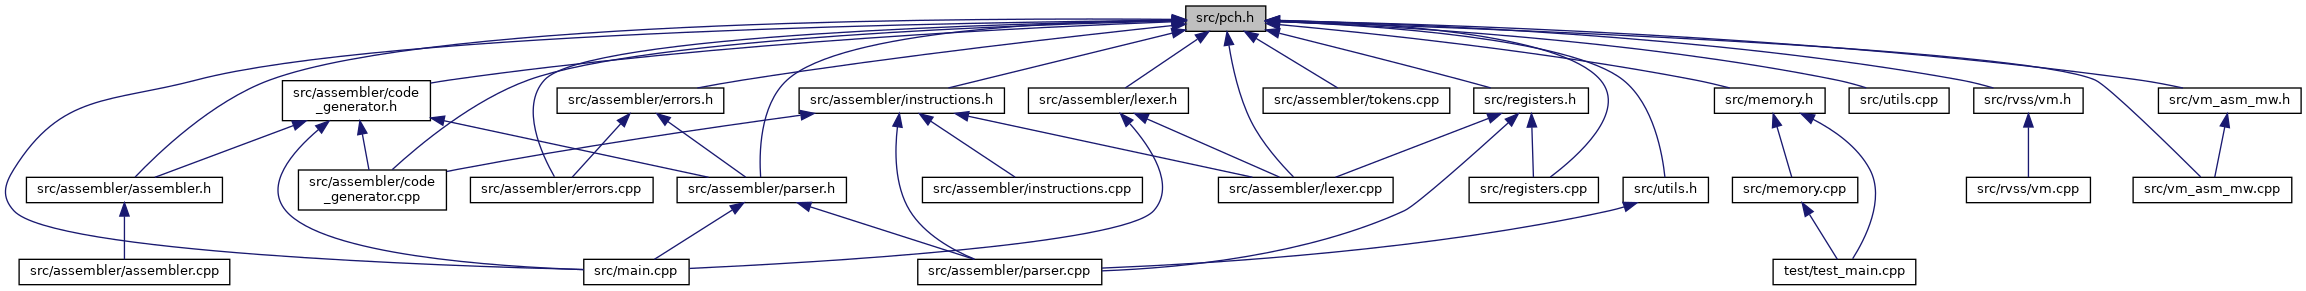 src/pch.h
src/assembler/code
_generator.h
src/assembler/errors.h
src/assembler/instructions.h
src/assembler/lexer.h
src/assembler/tokens.cpp
src/registers.h
src/memory.h
src/utils.cpp
src/rvss/vm.h
src/vm_asm_mw.h
src/assembler/assembler.h
src/assembler/code
_generator.cpp
src/assembler/errors.cpp
src/assembler/parser.h
src/assembler/instructions.cpp
src/assembler/lexer.cpp
src/registers.cpp
src/utils.h
src/memory.cpp
src/rvss/vm.cpp
src/vm_asm_mw.cpp
src/assembler/assembler.cpp
src/main.cpp
src/assembler/parser.cpp
test/test_main.cpp